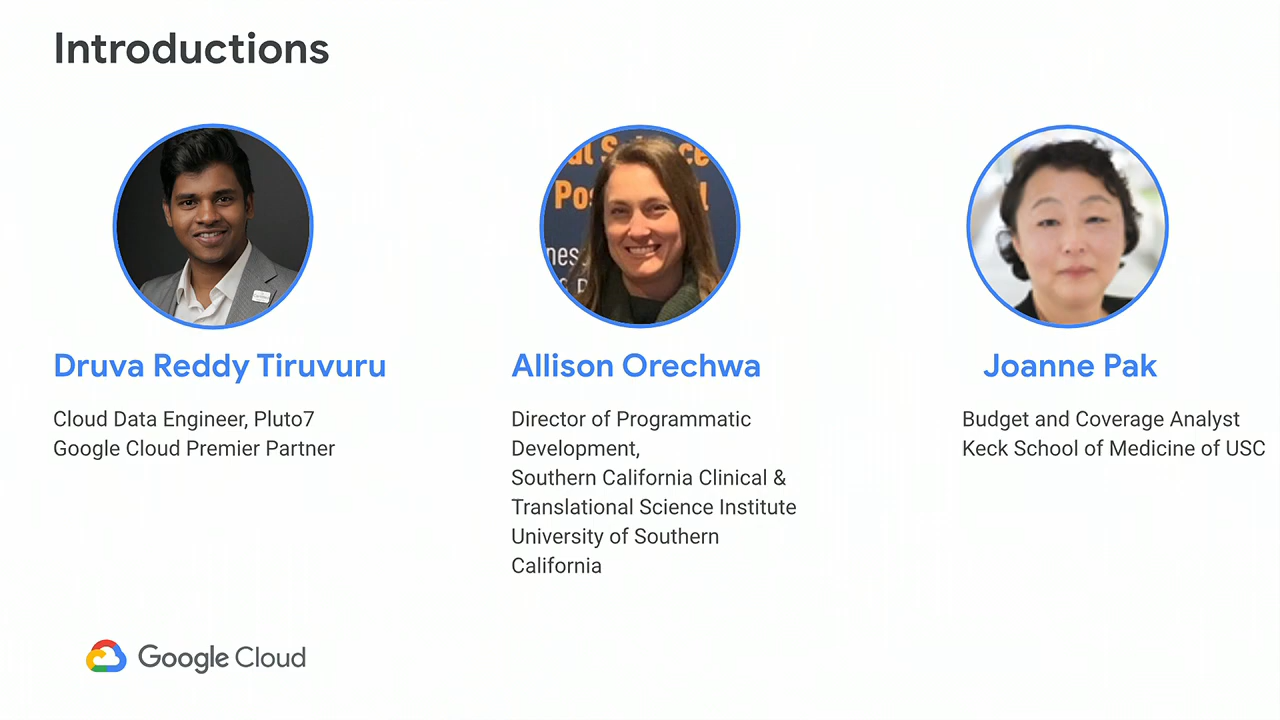 Introductions
Druva Reddy Tiruvuru
Cloud Data Engineer, Pluto7
Google Cloud Premier Partner
Allison Orechwa
Director of Programmatic
Development,
Southern California Clinical &
Translational Science Institute
University of Southern
California
Joanne Pak
Budget and Coverage Analyst
Keck School of Medicine of USC
Google Cloud